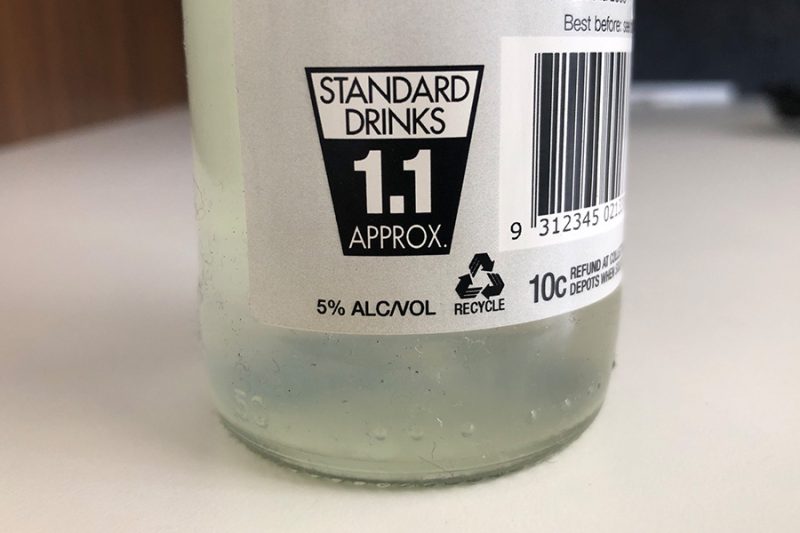 Best before:
STANDARD
DRINKS
1.1
APPROX.
9 312345
5% ALC/VOL
RECYCLE
10c
REFUND AT
DEPOTS WHEN